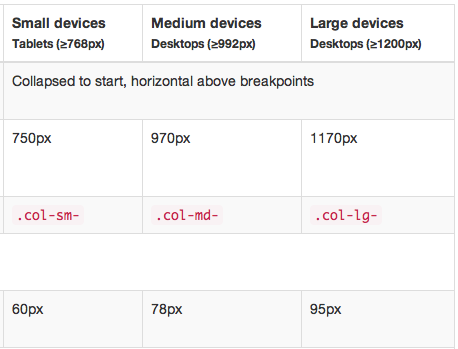 Small devices Medium devices Large devices
Tablets (≥768px) Desktops (≥992px) Desktops (≥1200px)
Collapsed to start, horizontal above breakpoints
750px 970px 1170px
.col-sm- .col-md- .col-lg-
60px 78px 95px